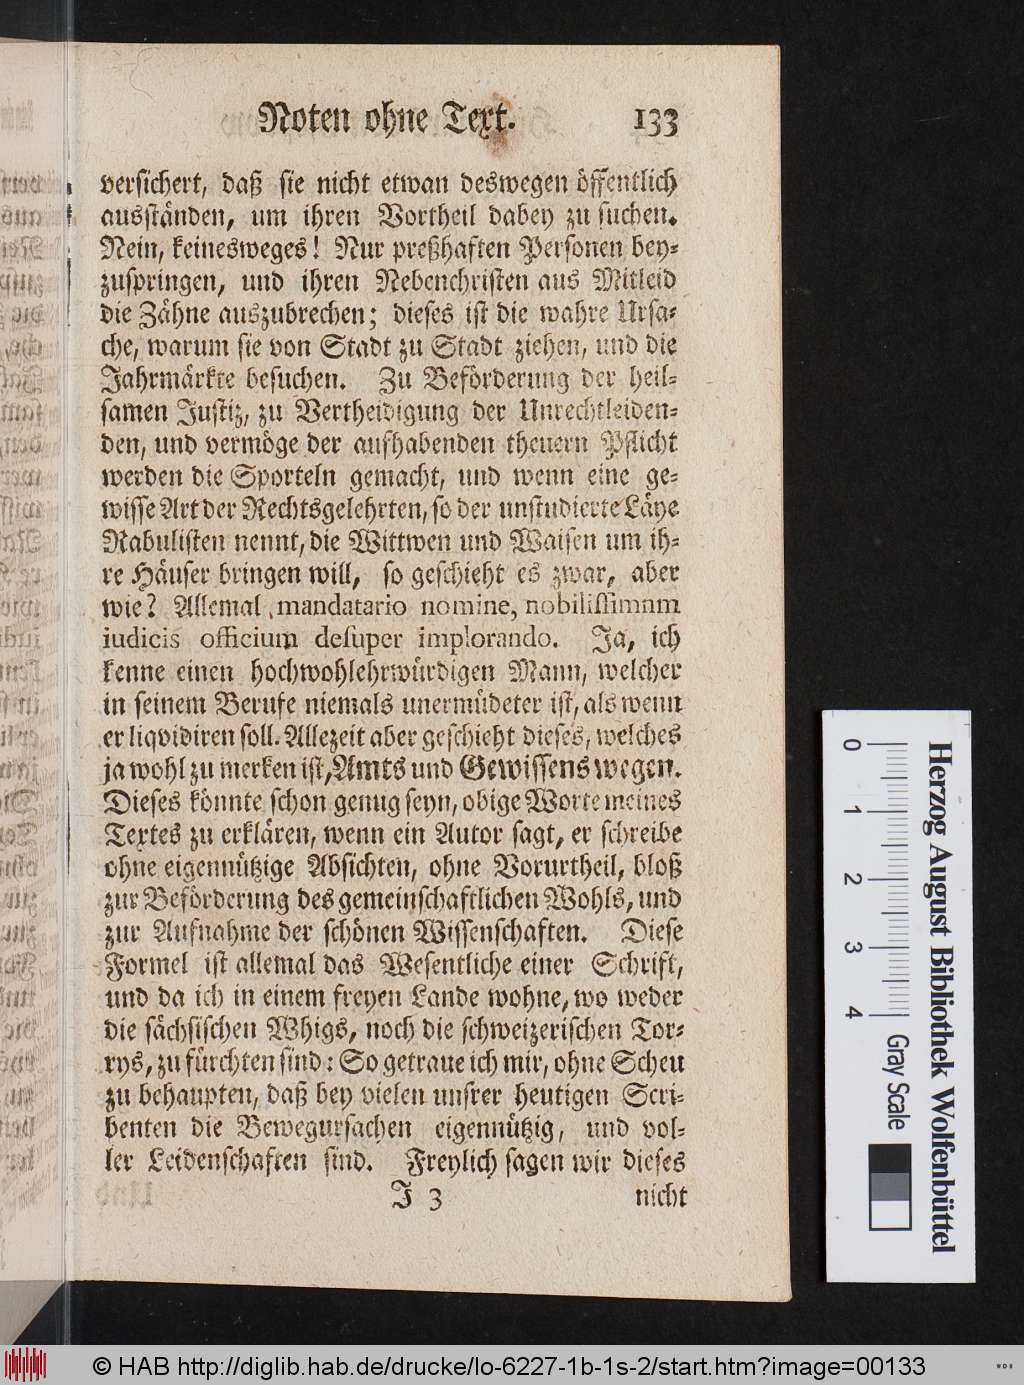 Noten ohne Text. 133
versichert, daß sie nicht etwan deswegen öffentlich
ausständen, um ihren Vortheil dabey zu suchen.
Nein, keinesweges! Nur preßhaften Personen bey-
zuspringen, und ihren Nebenchristen aus Mitleid
die Zähne auszubrechen; dieses ist die wahre Ursa-
che, warum sie von Stadt zu Stadt ziehen, und die
Jahrmärkte besuchen. Zu Beförderung der heil-
samen Justiz, zu Vertheidigung der Unrechtleiden-
den, und vermöge der aufhabenden theuern Pflicht
werden die Sporteln gemacht, und wenn eine ge-
wisse Art der Rechtsgelehrten, so der unstudierte Läye
Rabulisten nennt, die Wittwen und Waisen um ih-
re Häuser bringen will, so geschieht es zwar, aber
wie? Allemal mandatario nomine, nobilissimum
iudicis officium desuper implorando. Ja, ich
kenne einen hochwohlehrwürdigen Mann, welcher
in seinem Berufe niemals unermüdeter ist, als wenn
er liqvidiren soll. Allezeit aber geschieht dieses, welches
ja wohl zu merken ist, Amts und Gewissens wegen.
Dieses könnte schon genug seyn, obige Worte meines
Textes zu erklären, wenn ein Autor sagt, er schreibe
ohne eigennützige Absichten, ohne Vorurtheil, bloß
zur Beförderung des gemeinschaftlichen Wohls, und
zur Aufnahme der schönen Wissenschaften. Diese
Formel ist allemal das Wesentliche einer Schrift,
und da ich in einem freyen Lande wohne, wo weder
die sächsischen Whigs, noch die schweizerischen Tor-
rys, zu fürchten sind: So getraue ich mir, ohne Scheu
zu behaupten, daß bey vielen unsrer heutigen Scri-
benten die Bewegursachen eigennützig, und vol-
ler Leidenschaften sind. Freylich sagen wir dieses
J 3 nicht
0 1 2 3 4 Gray Scale
Herzog August Bibliothek Wolfenbüttel
© HAB http://diglib.hab.de/drucke/lo-6227-1b-1s-2/start.htm?image=00133